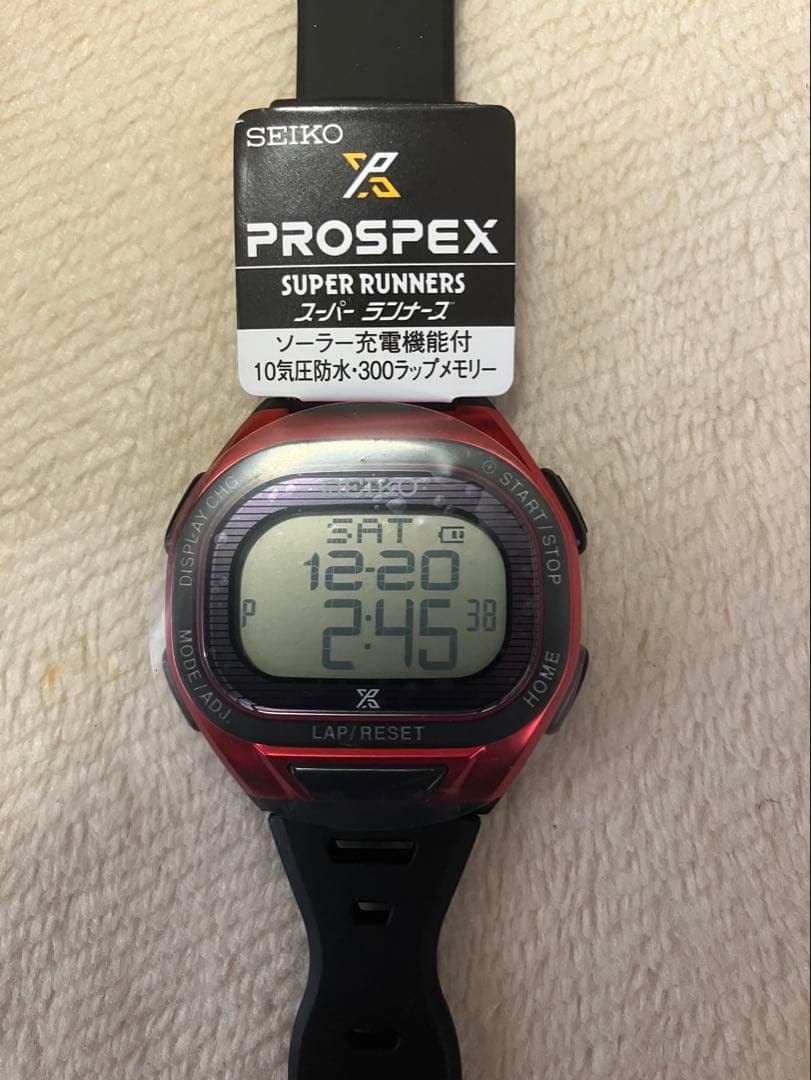 SEIKO
PROSPEX
SUPER RUNNERS
スーパー ランナーズ
ソーラー充電機能付
10気圧防水・300ラップメモリー
SEIKO
DISPLAY CHG.
START/STOP
SAT
12-20
P 2:45 38
MODE/ADJ.
HOME
LAP/RESET